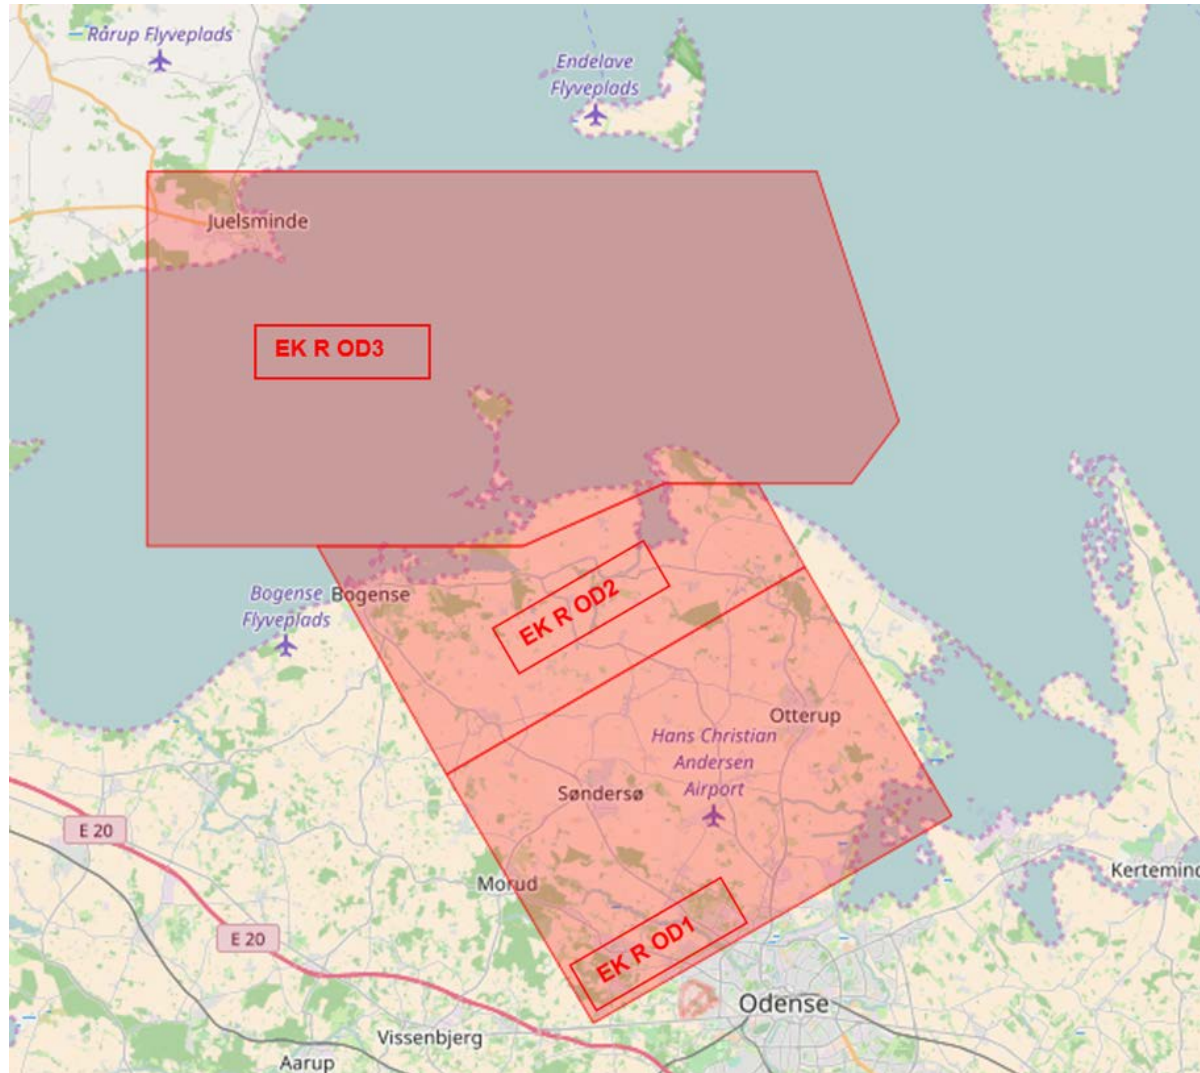 Rårup Flyveplads
Endelave
Flyveplads
Juelsminde
EK R OD3
Bogense
Flyveplads
Bogense
EK R OD2
Otterup
Hans Christian
Andersen
Airport
Søndersø
E 20
Morud
Kerteminde
EK R OD1
E 20
Odense
Vissenbjerg
Aarup